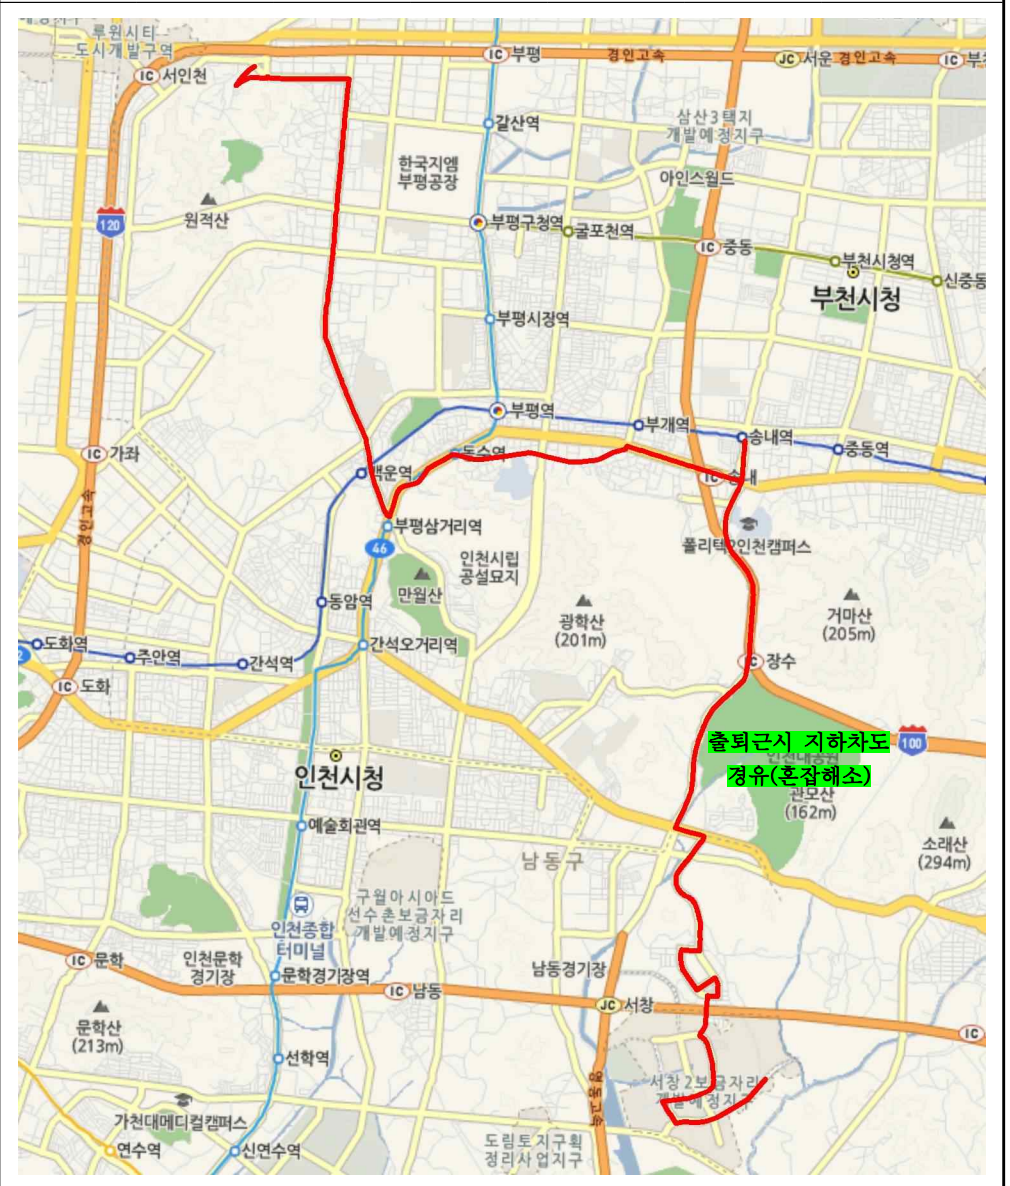 루원시티
도시개발구역
IC 서인천
IC 부평
경인고속
JC 서운
경인고속
IC 부천
갈산역
삼산3택지
개발예정지구
한국지엠
부평공장
아인스월드
원적산
120
부평구청역
굴포천역
IC 중동
부천시청역
신중동
부천시청
부평시장역
부평역
부개역
송내역
중동역
IC 가좌
동수역
백운역
IC 송내
경인고속
부평삼거리역
46
폴리텍2인천캠퍼스
인천시립
공설묘지
만월산
동암역
광학산
(201m)
거마산
(205m)
도화역
2
주안역
간석역
간석오거리역
IC 장수
IC 도화
출퇴근시 지하차도
경유(혼잡해소)
100
인천대공원
인천시청
관모산
(162m)
예술회관역
소래산
(294m)
남동구
구월아시아드
선수촌보금자리
개발예정지구
인천종합
터미널
IC 문학
인천문학
경기장
문학경기장역
남동경기장
IC 남동
JC 서창
IC
문학산
(213m)
선학역
서창2보금자리
개발예정지구
가천대메디컬캠퍼스
연수역
신연수역
도림토지구획
정리사업지구